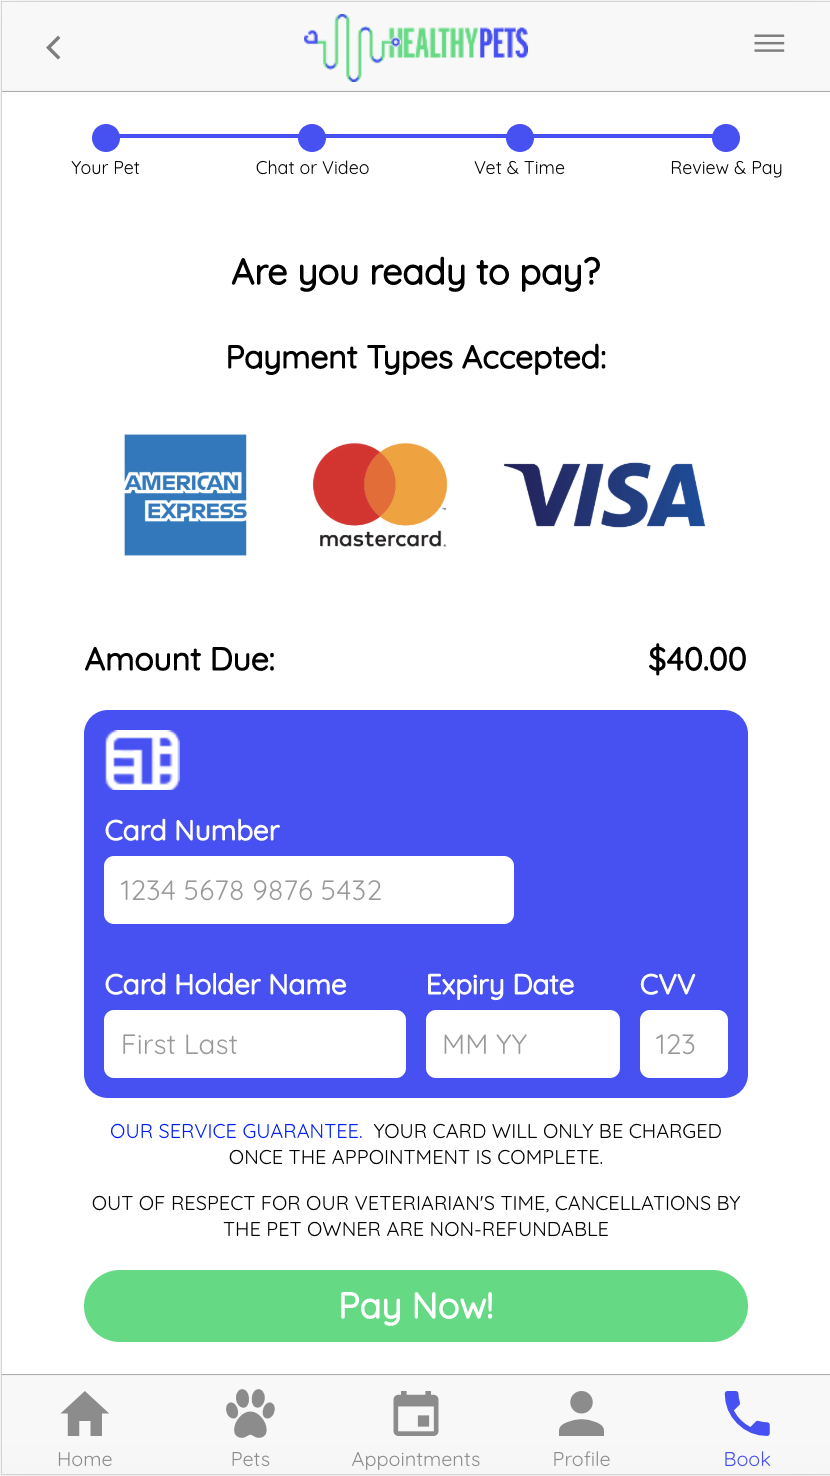 HEALTHYPETS
Your Pet
Chat or Video
Vet & Time
Review & Pay
Are you ready to pay?
Payment Types Accepted:
AMERICAN
EXPRESS
mastercard.
VISA
Amount Due:
$40.00
Card Number
1234 5678 9876 5432
Card Holder Name
Expiry Date
CVV
First Last
MM YY
123
OUR SERVICE GUARANTEE. YOUR CARD WILL ONLY BE CHARGED
ONCE THE APPOINTMENT IS COMPLETE.
OUT OF RESPECT FOR OUR VETERIARIAN'S TIME, CANCELLATIONS BY
THE PET OWNER ARE NON-REFUNDABLE
Pay Now!
Home
Pets
Appointments
Profile
Book